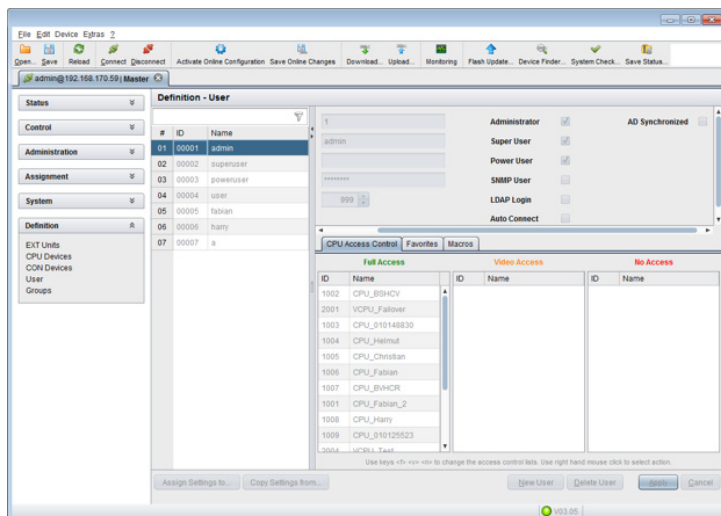 File Edit Device Extras ?
Open... Save Reload Connect Disconnect Activate Online Configuration Save Online Changes Download... Upload... Monitoring Flash Update... Device Finder... System Check... Save Status...
admin@192.168.170.59 | Master
Status
Control
Administration
Assignment
System
Definition
EXT Units
CPU Devices
CON Devices
User
Groups
Definition - User
# ID Name
01 00001 admin
02 00002 superuser
03 00003 poweruser
04 00004 user
05 00005 fabian
06 00006 harry
07 00007 a
1 Administrator AD Synchronized
admin Super User
Power User
******** SNMP User
999 LDAP Login
Auto Connect
CPU Access Control Favorites Macros
Full Access Video Access No Access
ID Name ID Name ID Name
1002 CPU_BSHCV
2001 VCPU_Failover
1003 CPU_010148830
1004 CPU_Helmut
1005 CPU_Christian
1006 CPU_Fabian
1007 CPU_BVHCR
1001 CPU_Fabian_2
1008 CPU_Harry
1009 CPU_010125523
2004 VCPU_Test
Use keys <f> <v> <n> to change the access control lists. Use right hand mouse click to select action.
Assign Settings to... Copy Settings from... New User Delete User Apply Cancel
V03.05